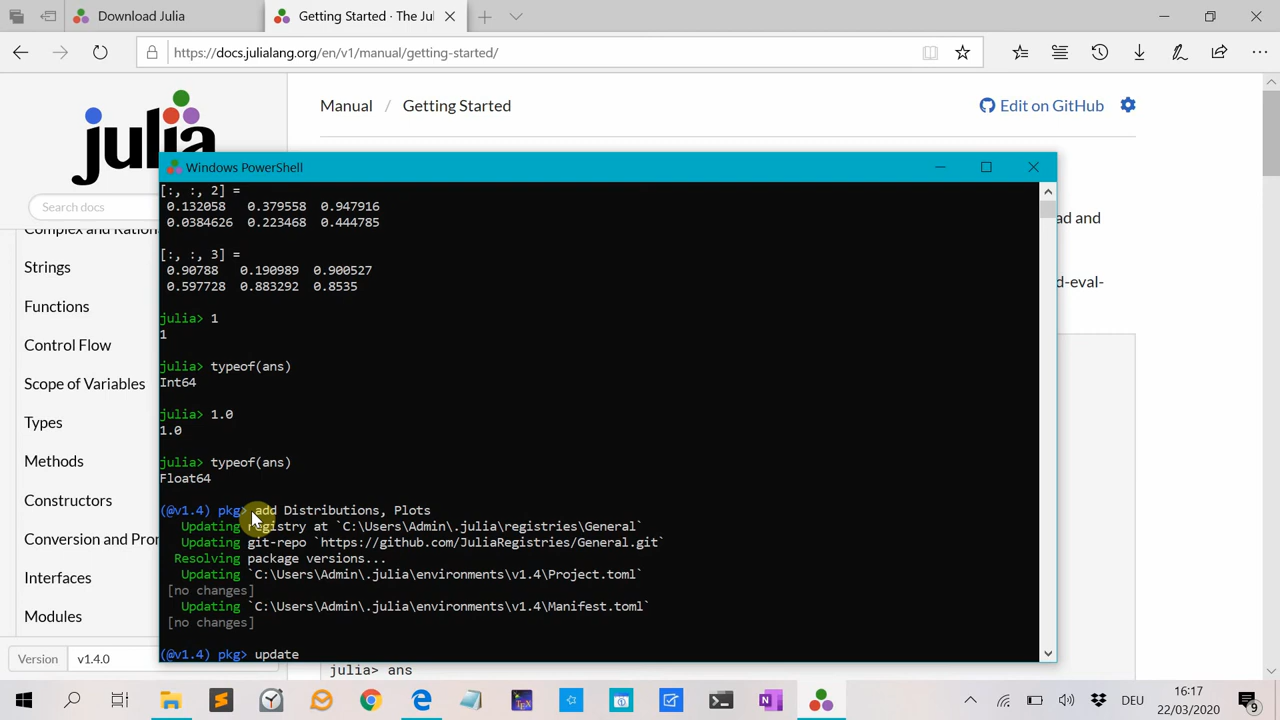 Download Julia
Getting Started · The Jul
https://docs.julialang.org/en/v1/manual/getting-started/
julia
Manual / Getting Started
Edit on GitHub
Search docs
Strings
Functions
Control Flow
Scope of Variables
Types
Methods
Constructors
Conversion and Pro
Interfaces
Modules
Version
v1.4.0
ad and
d-eval-
Windows PowerShell
[:, :, 2] =
0.132058 0.379558 0.947916
0.0384626 0.223468 0.444785
[:, :, 3] =
0.90788 0.190989 0.900527
0.597728 0.883292 0.8535
julia> 1
1
julia> typeof(ans)
Int64
julia> 1.0
1.0
julia> typeof(ans)
Float64
(@v1.4) pkg> add Distributions, Plots
Updating registry at `C:\Users\Admin\.julia\registries\General`
Updating git-repo `https://github.com/JuliaRegistries/General.git`
Resolving package versions...
Updating `C:\Users\Admin\.julia\environments\v1.4\Project.toml`
[no changes]
Updating `C:\Users\Admin\.julia\environments\v1.4\Manifest.toml`
[no changes]
(@v1.4) pkg> update
julia> ans
DEU
16:17
22/03/2020
9